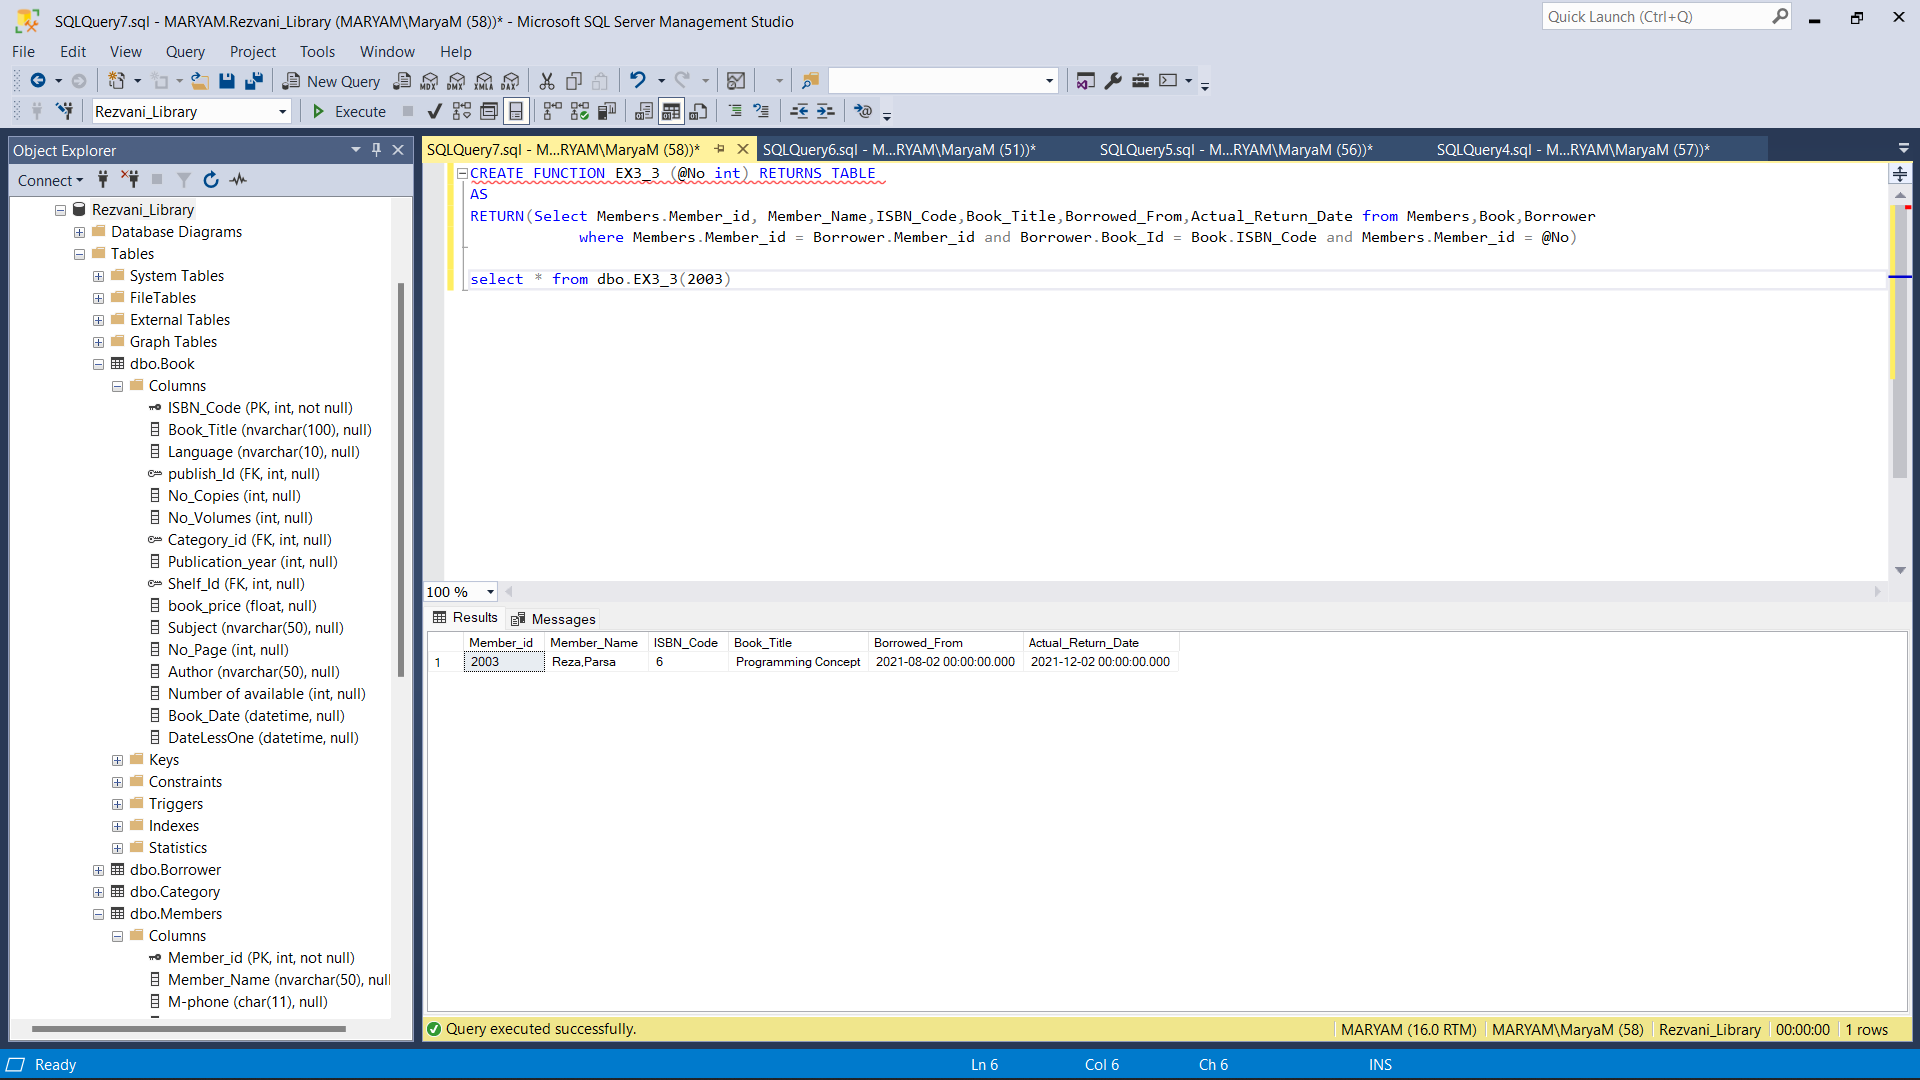 SQLQuery7.sql - MARYAM.Rezvani_Library (MARYAM\MaryaM (58))* - Microsoft SQL Server Management Studio
Quick Launch (Ctrl+Q)
File Edit View Query Project Tools Window Help
New Query MDX DMX XMLA DAX
Rezvani_Library Execute
Object Explorer
Connect
Rezvani_Library
Database Diagrams
Tables
System Tables
FileTables
External Tables
Graph Tables
dbo.Book
Columns
ISBN_Code (PK, int, not null)
Book_Title (nvarchar(100), null)
Language (nvarchar(10), null)
publish_Id (FK, int, null)
No_Copies (int, null)
No_Volumes (int, null)
Category_id (FK, int, null)
Publication_year (int, null)
Shelf_Id (FK, int, null)
book_price (float, null)
Subject (nvarchar(50), null)
No_Page (int, null)
Author (nvarchar(50), null)
Number of available (int, null)
Book_Date (datetime, null)
DateLessOne (datetime, null)
Keys
Constraints
Triggers
Indexes
Statistics
dbo.Borrower
dbo.Category
dbo.Members
Columns
Member_id (PK, int, not null)
Member_Name (nvarchar(50), null
M-phone (char(11), null)
SQLQuery7.sql - M...RYAM\MaryaM (58))* SQLQuery6.sql - M...RYAM\MaryaM (51))* SQLQuery5.sql - M...RYAM\MaryaM (56))* SQLQuery4.sql - M...RYAM\MaryaM (57))*
CREATE FUNCTION EX3_3 (@No int) RETURNS TABLE
AS
RETURN(Select Members.Member_id, Member_Name,ISBN_Code,Book_Title,Borrowed_From,Actual_Return_Date from Members,Book,Borrower
where Members.Member_id = Borrower.Member_id and Borrower.Book_Id = Book.ISBN_Code and Members.Member_id = @No)
select * from dbo.EX3_3(2003)
100 %
Results Messages
Member_id Member_Name ISBN_Code Book_Title Borrowed_From Actual_Return_Date
1 2003 Reza,Parsa 6 Programming Concept 2021-08-02 00:00:00.000 2021-12-02 00:00:00.000
Query executed successfully. MARYAM (16.0 RTM) MARYAM\MaryaM (58) Rezvani_Library 00:00:00 1 rows
Ready Ln 6 Col 6 Ch 6 INS